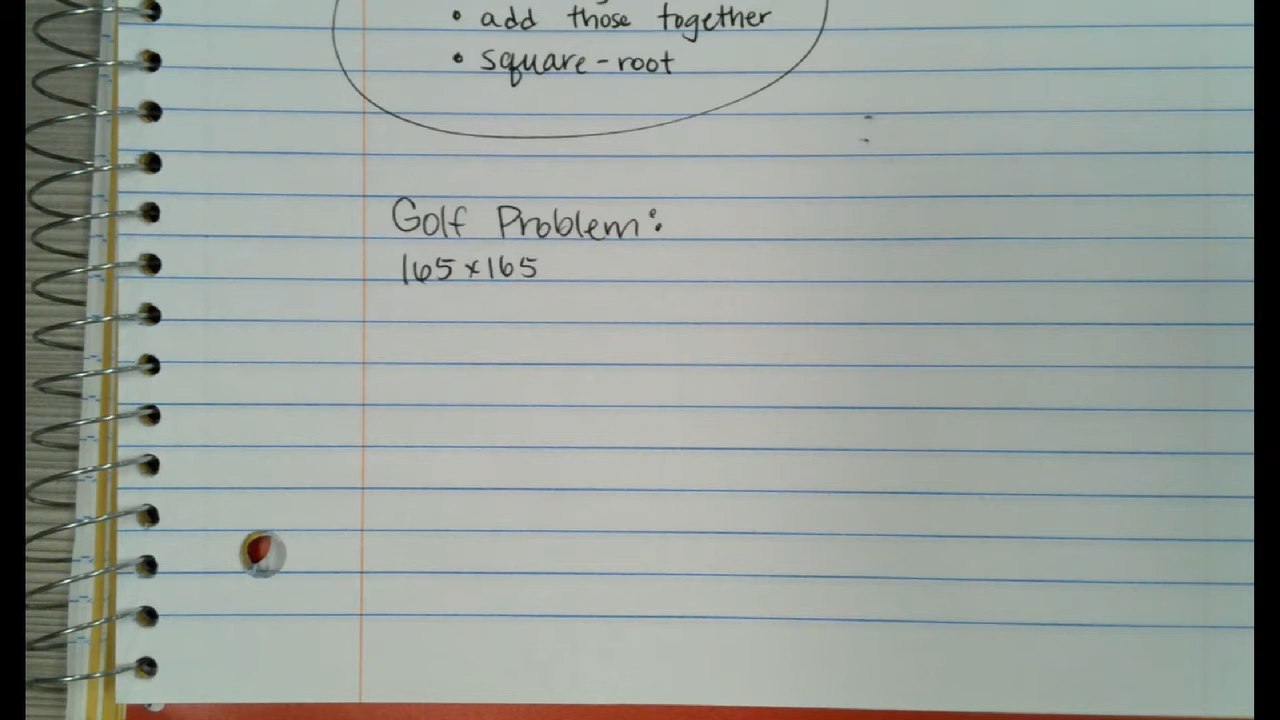 • add those together
• square-root
Golf Problem:
165×165